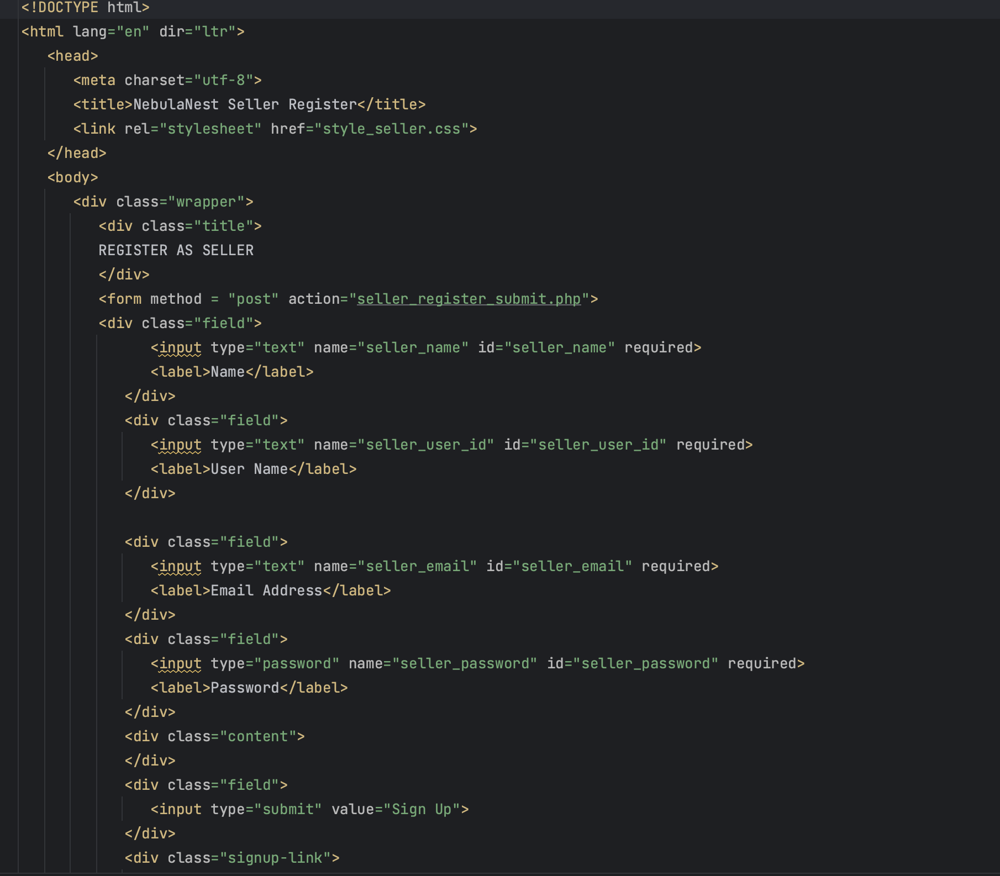 <!DOCTYPE html>
<html lang="en" dir="ltr">
<head>
<meta charset="utf-8">
<title>NebulaNest Seller Register</title>
<link rel="stylesheet" href="style_seller.css">
</head>
<body>
<div class="wrapper">
<div class="title">
REGISTER AS SELLER
</div>
<form method = "post" action="seller_register_submit.php">
<div class="field">
<input type="text" name="seller_name" id="seller_name" required>
<label>Name</label>
</div>
<div class="field">
<input type="text" name="seller_user_id" id="seller_user_id" required>
<label>User Name</label>
</div>
<div class="field">
<input type="text" name="seller_email" id="seller_email" required>
<label>Email Address</label>
</div>
<div class="field">
<input type="password" name="seller_password" id="seller_password" required>
<label>Password</label>
</div>
<div class="content">
</div>
<div class="field">
<input type="submit" value="Sign Up">
</div>
<div class="signup-link">